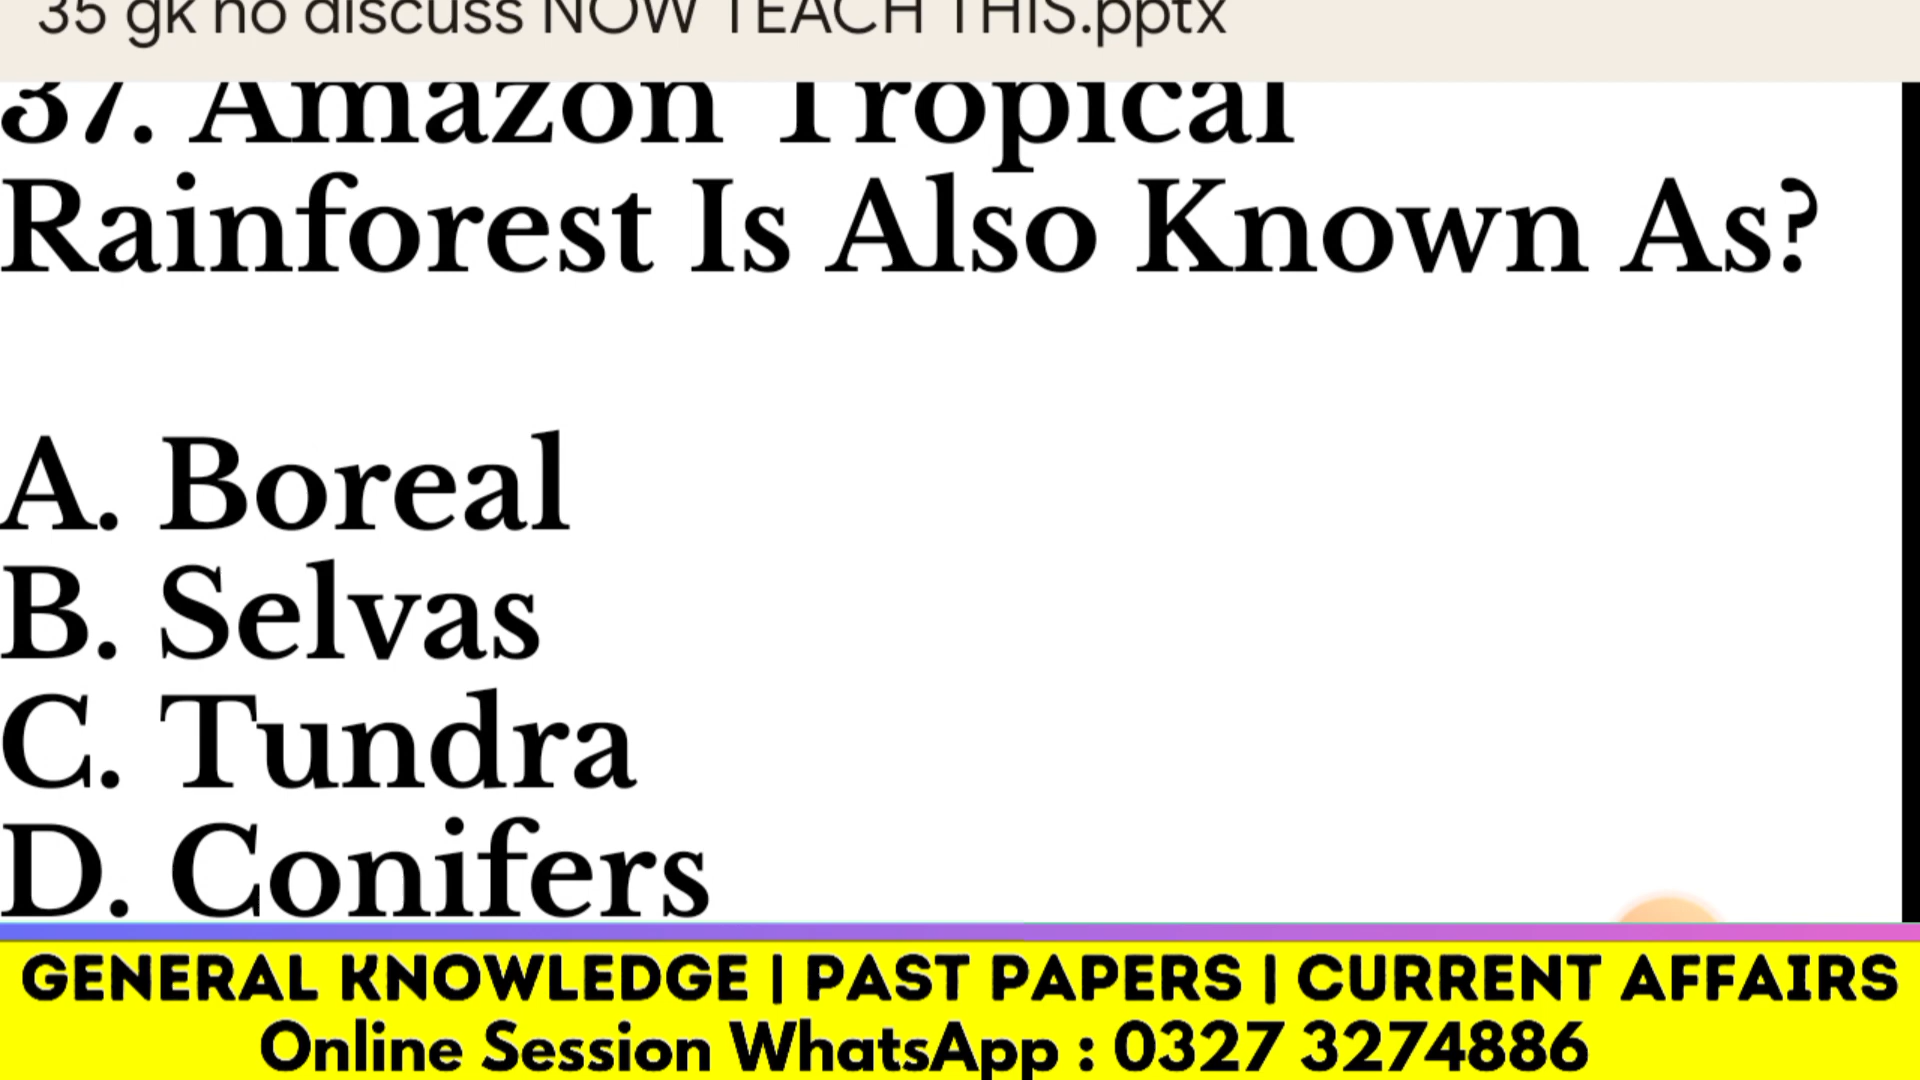 35 gk no discuss NOW TEACH THIS.pptx
37. Amazon Tropical
Rainforest Is Also Known As?
A. Boreal
B. Selvas
C. Tundra
D. Conifers
GENERAL KNOWLEDGE | PAST PAPERS | CURRENT AFFAIRS
Online Session WhatsApp : 0327 3274886